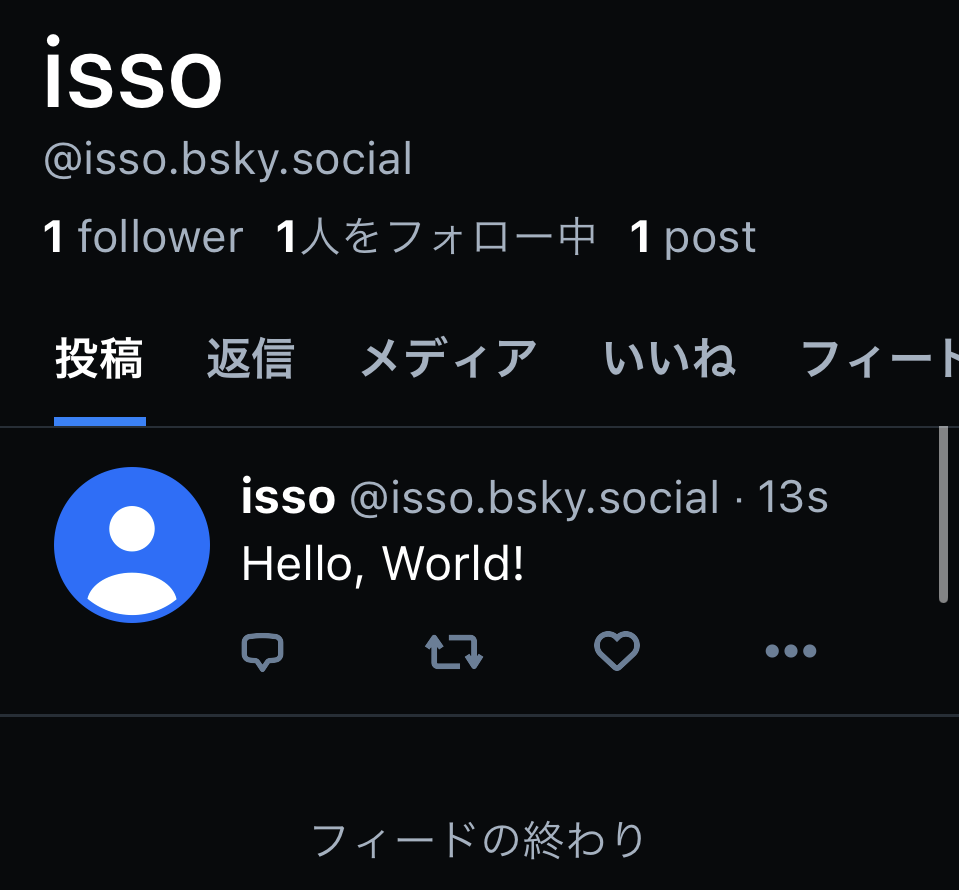 isso
@isso.bsky.social
1 follower 1人をフォロー中 1 post
投稿 返信 メディア いいね フィー
isso @isso.bsky.social · 13s
Hello, World!
フィードの終わり